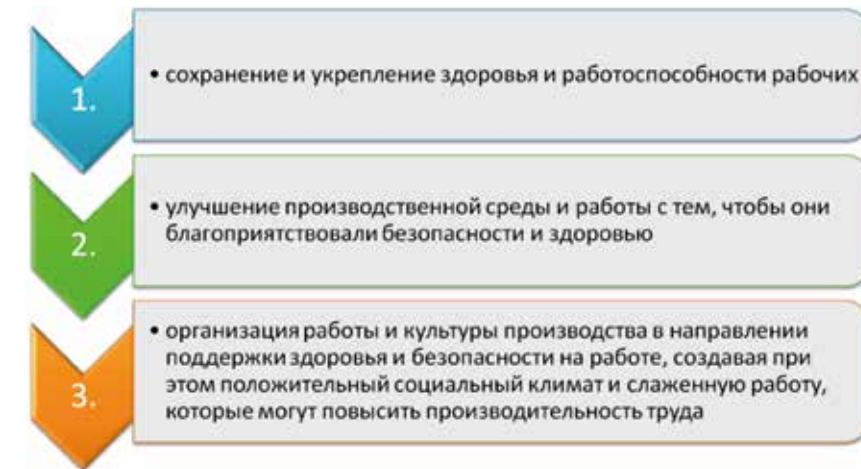 1.
• сохранение и укрепление здоровья и работоспособности рабочих
2.
• улучшение производственной среды и работы с тем, чтобы они
благоприятствовали безопасности и здоровью
3.
• организация работы и культуры производства в направлении
поддержки здоровья и безопасности на работе, создавая при
этом положительный социальный климат и слаженную работу,
которые могут повысить производительность труда